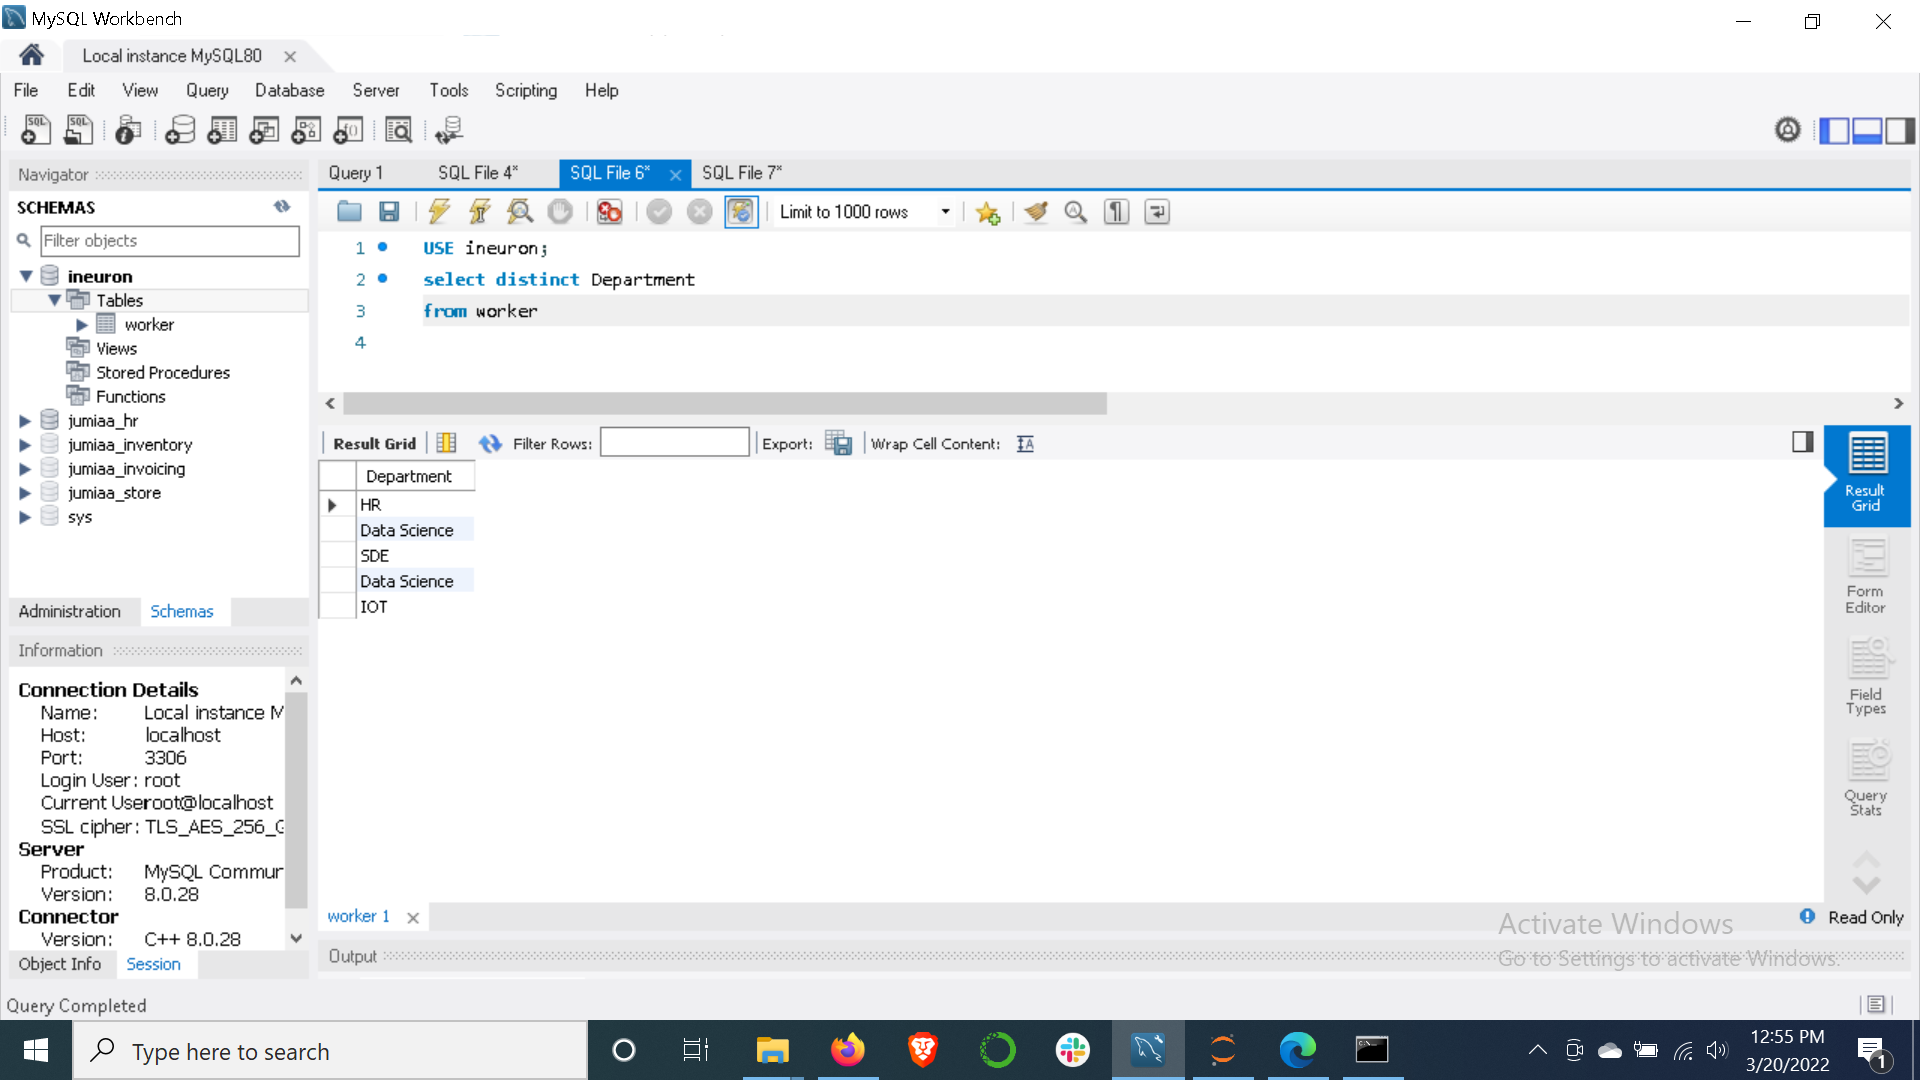 MySQL Workbench
Local instance MySQL80
File Edit View Query Database Server Tools Scripting Help
Navigator
SCHEMAS
Filter objects
ineuron
Tables
worker
Views
Stored Procedures
Functions
jumiaa_hr
jumiaa_inventory
jumiaa_invoicing
jumiaa_store
sys
Administration Schemas
Information
Connection Details
Name: Local instance M
Host: localhost
Port: 3306
Login User: root
Current User: root@localhost
SSL cipher: TLS_AES_256_G
Server
Product: MySQL Commun
Version: 8.0.28
Connector
Version: C++ 8.0.28
Object Info Session
Query 1 SQL File 4* SQL File 6* SQL File 7*
Limit to 1000 rows
1 USE ineuron;
2 select distinct Department
3 from worker
4
Result Grid Filter Rows: Export: Wrap Cell Content:
Department
HR
Data Science
SDE
Data Science
IOT
Result Grid
Form Editor
Field Types
Query Stats
worker 1
Read Only
Output
Activate Windows
Go to Settings to activate Windows.
Query Completed
Type here to search
12:55 PM
3/20/2022
1